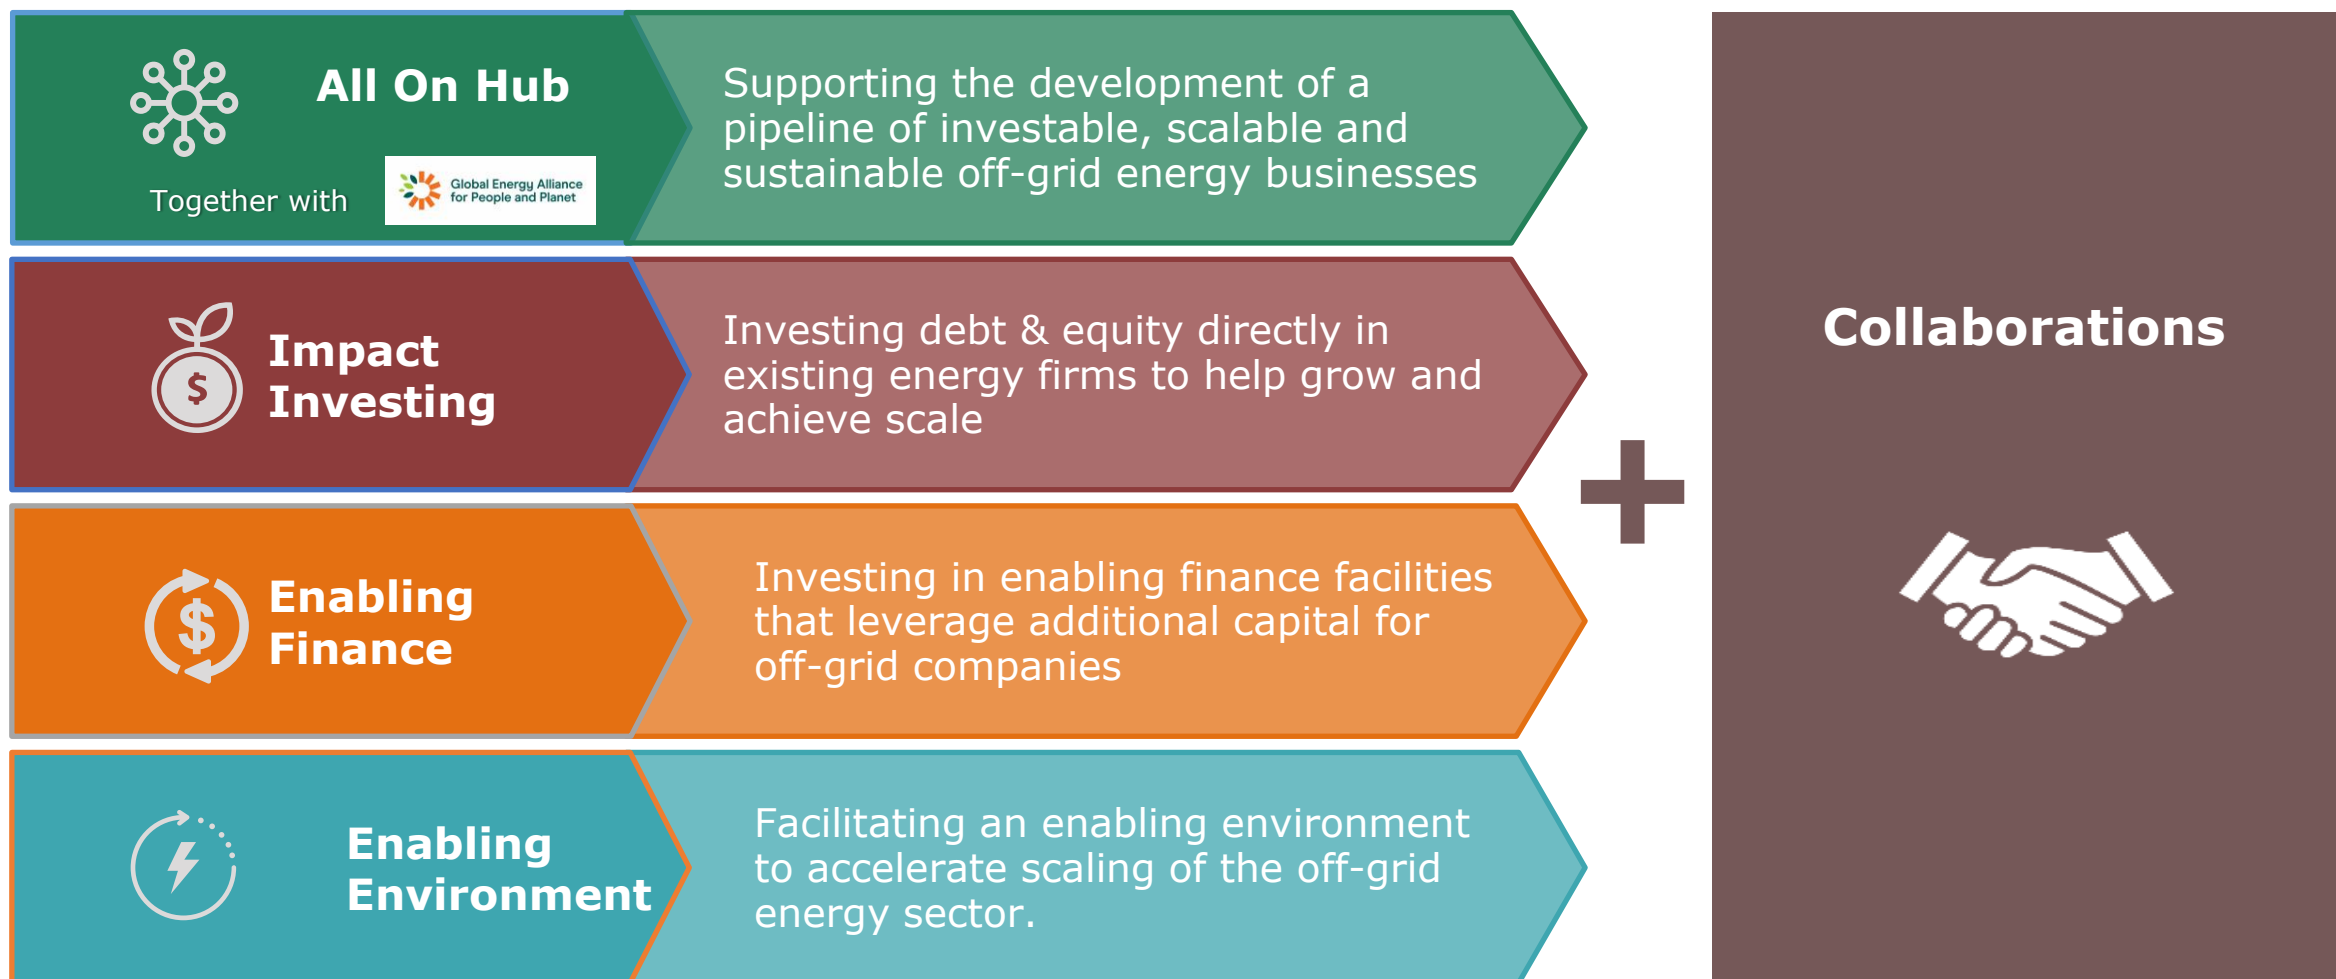 All On Hub
Together with
Global Energy Alliance
for People and Planet
Supporting the development of a
pipeline of investable, scalable and
sustainable off-grid energy businesses
$
Impact
Investing
Investing debt & equity directly in
existing energy firms to help grow and
achieve scale
$
Enabling
Finance
Investing in enabling finance facilities
that leverage additional capital for
off-grid companies
Enabling
Environment
Facilitating an enabling environment
to accelerate scaling of the off-grid
energy sector.
+
Collaborations